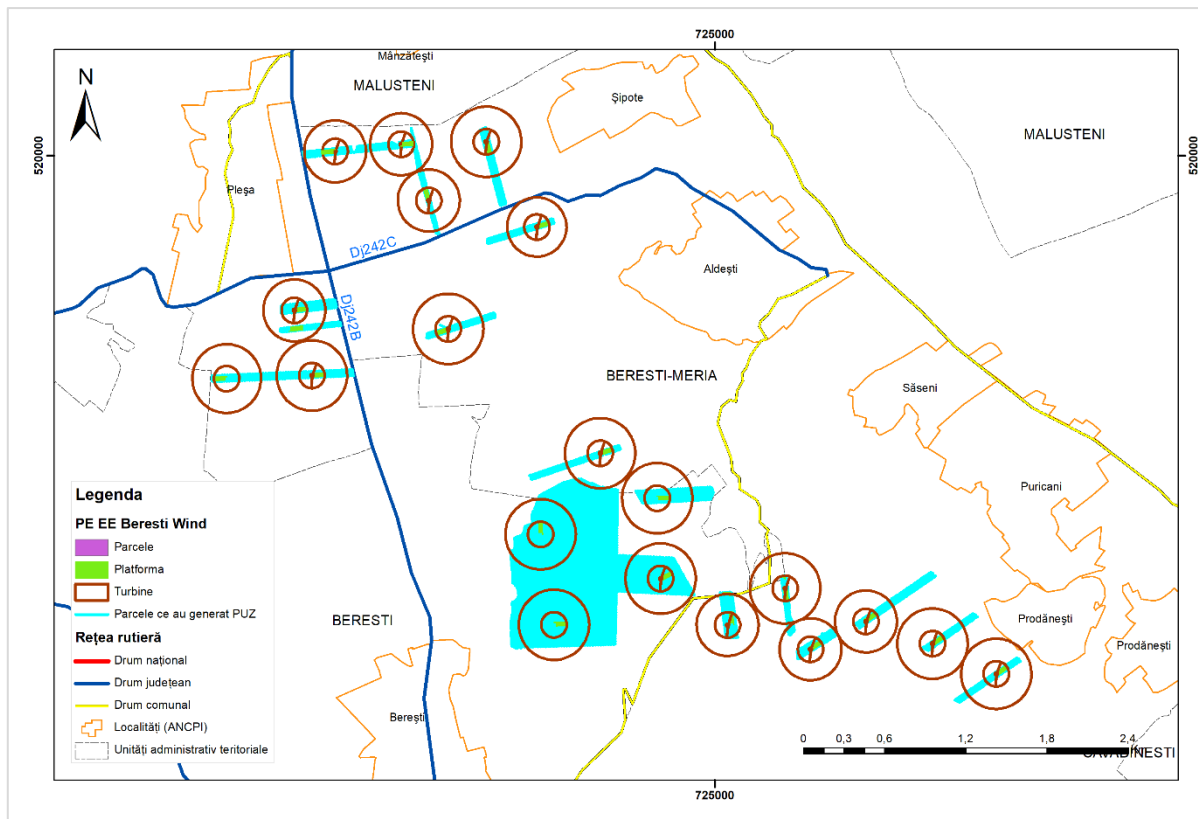 725000
Mânzătești
MALUSTENI
Șipote
N
MALUSTENI
520000
520000
Pleșa
Dj242C
Aldești
Dj242B
BERESTI-MERIA
Săseni
Puricani
Legenda
PE EE Beresti Wind
Parcele
Platforma
Turbine
Parcele ce au generat PUZ
Rețea rutieră
Drum național
Drum județean
Drum comunal
Localități (ANCPI)
Unități administrativ teritoriale
BERESTI
Prodănești
Prodănești
Berești
0 0,3 0,6 1,2 1,8 2,4
CAVADINESTI
725000